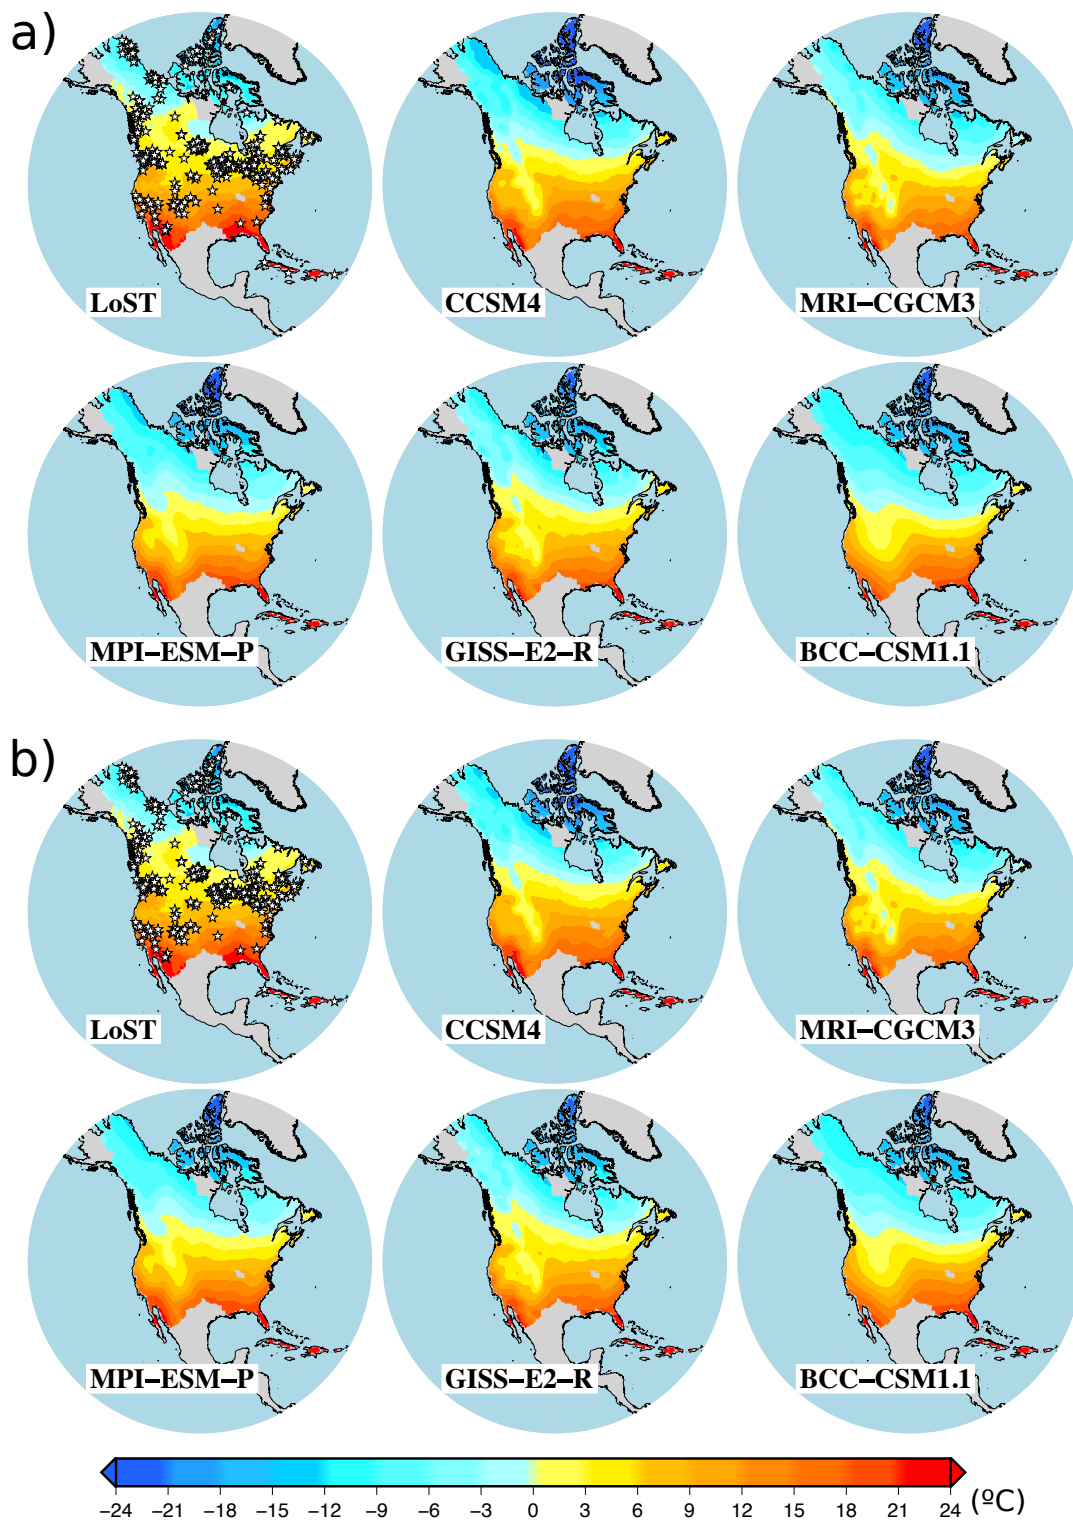 a)
LoST
CCSM4
MRI−CGCM3
MPI−ESM−P
GISS−E2−R
BCC−CSM1.1
b)
LoST
CCSM4
MRI−CGCM3
MPI−ESM−P
GISS−E2−R
BCC−CSM1.1
−24 −21 −18 −15 −12 −9 −6 −3 0 3 6 9 12 15 18 21 24 (ºC)